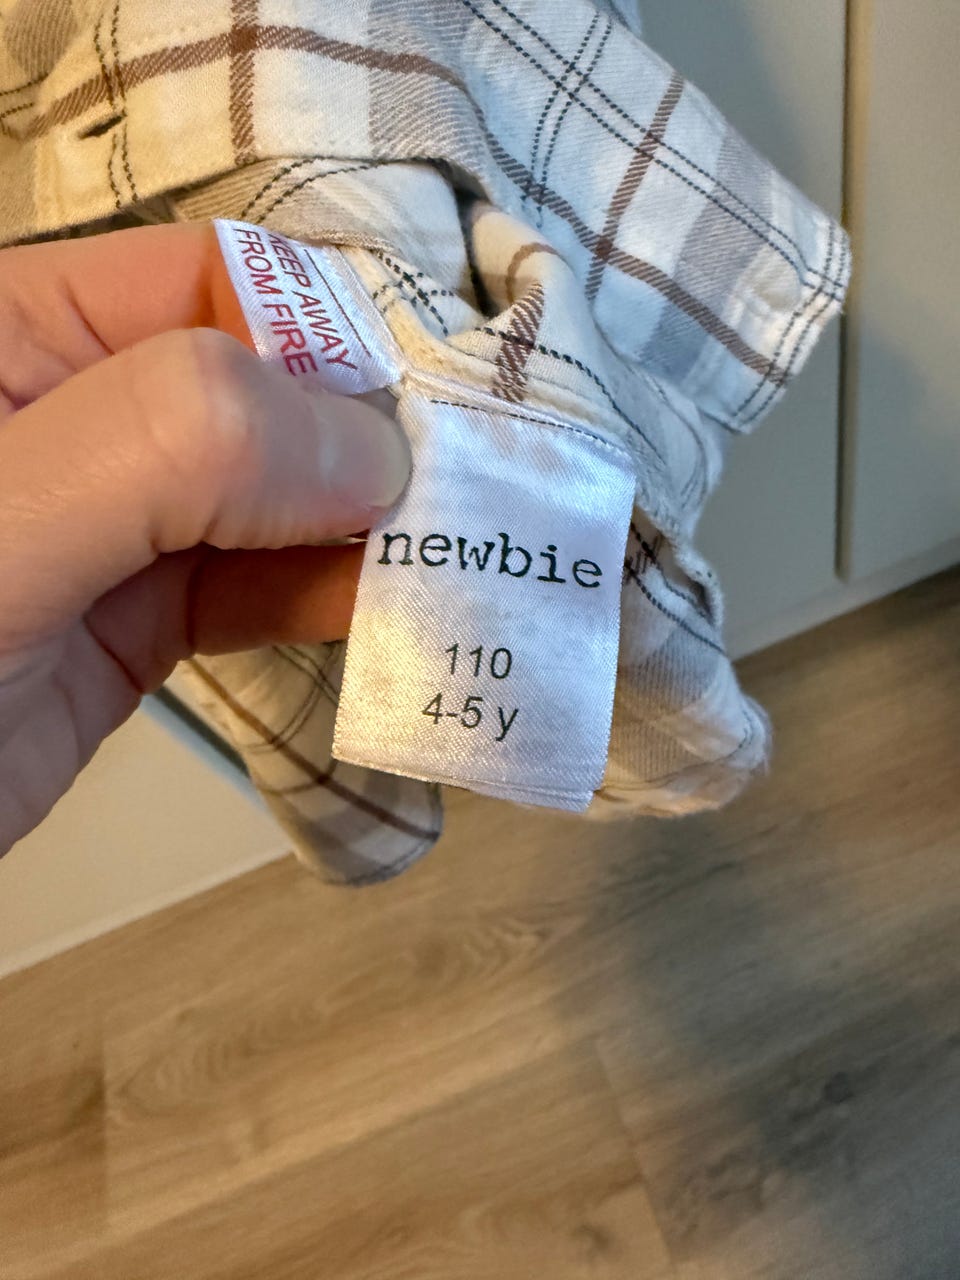 KEEP AWAY
FROM FIRE
newbie
110
4-5 y